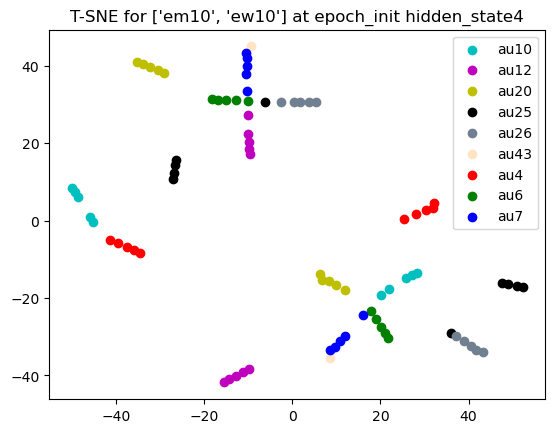 T-SNE for ['em10', 'ew10'] at epoch_init hidden_state4
au10
au12
au20
au25
au26
au43
au4
au6
au7
40
20
0
−20
−40
−40
−20
0
20
40